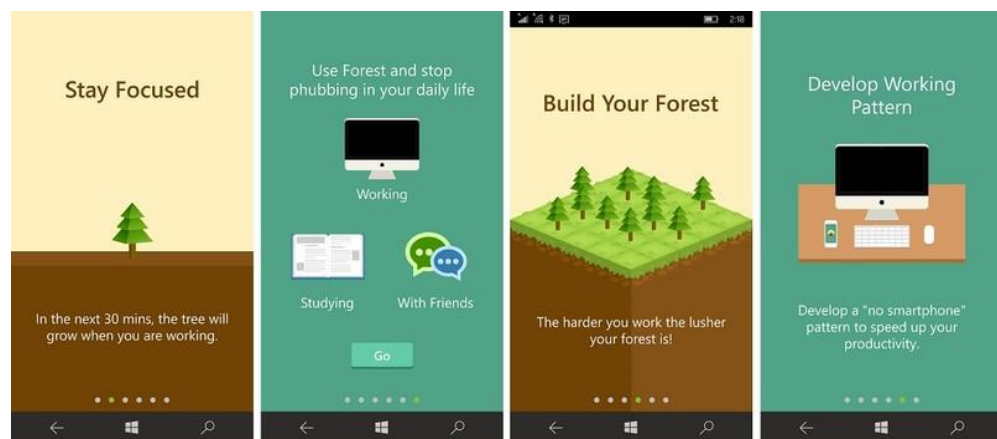 Stay Focused
In the next 30 mins, the tree will
grow when you are working.
Use Forest and stop
phubbing in your daily life
Working
Studying
With Friends
Go
2:18
Build Your Forest
The harder you work the lusher
your forest is!
Develop Working
Pattern
Develop a "no smartphone"
pattern to speed up your
productivity.